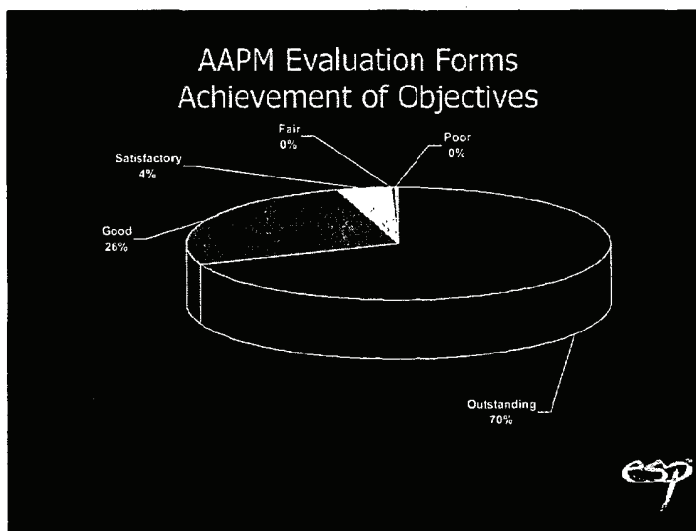 AAPM Evaluation Forms
Achievement of Objectives
Fair
0%
Poor
0%
Satisfactory
4%
Good
26%
Outstanding
70%
esp